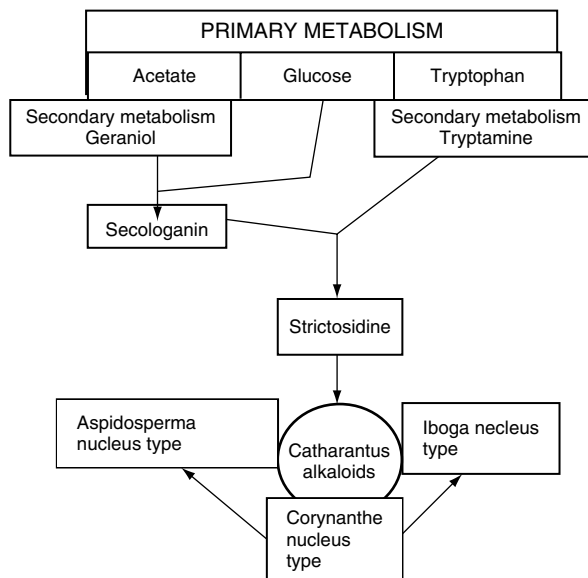 PRIMARY METABOLISM
Acetate
Glucose
Tryptophan
Secondary metabolism
Geraniol
Secondary metabolism
Tryptamine
Secologanin
Strictosidine
Aspidosperma
nucleus type
Catharantus
alkaloids
Iboga necleus
type
Corynanthe
nucleus
type